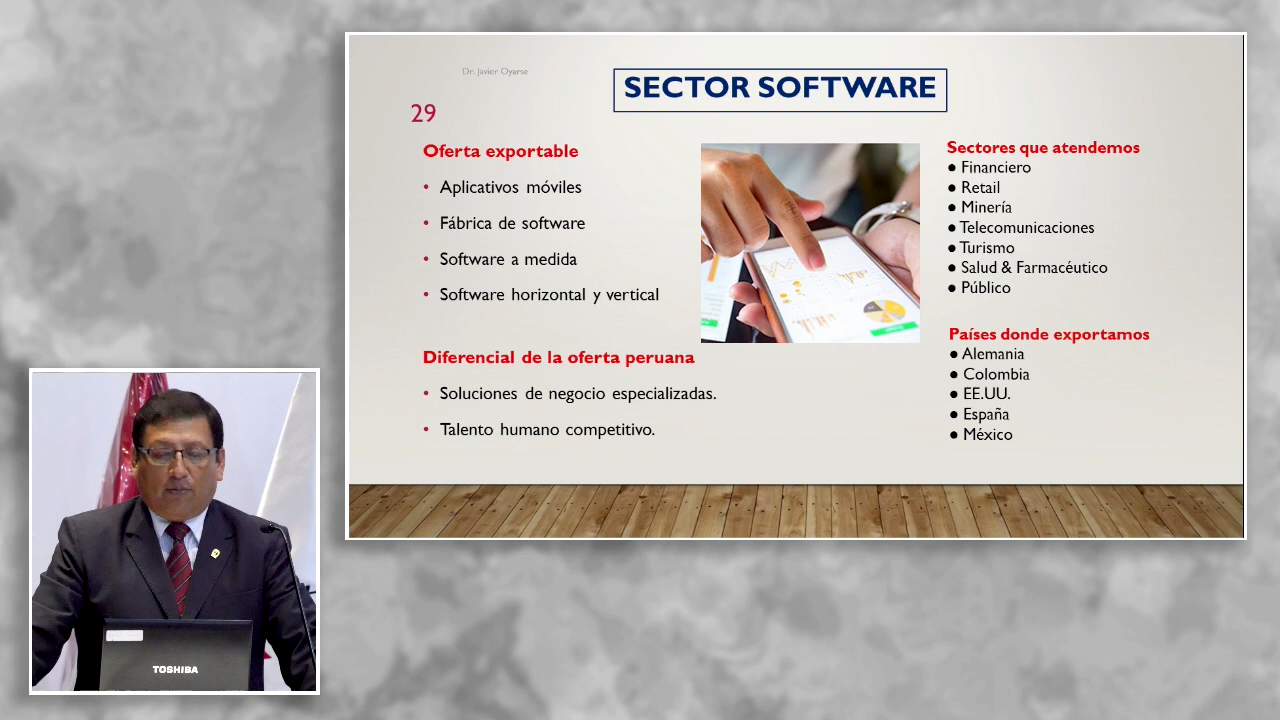 Dr. Javier Oyarse
SECTOR SOFTWARE
29
Oferta exportable
• Aplicativos móviles
• Fábrica de software
• Software a medida
• Software horizontal y vertical
Diferencial de la oferta peruana
• Soluciones de negocio especializadas.
• Talento humano competitivo.
Sectores que atendemos
● Financiero
● Retail
● Minería
● Telecomunicaciones
● Turismo
● Salud & Farmacéutico
● Público
Países donde exportamos
● Alemania
● Colombia
● EE.UU.
● España
● México
TOSHIBA